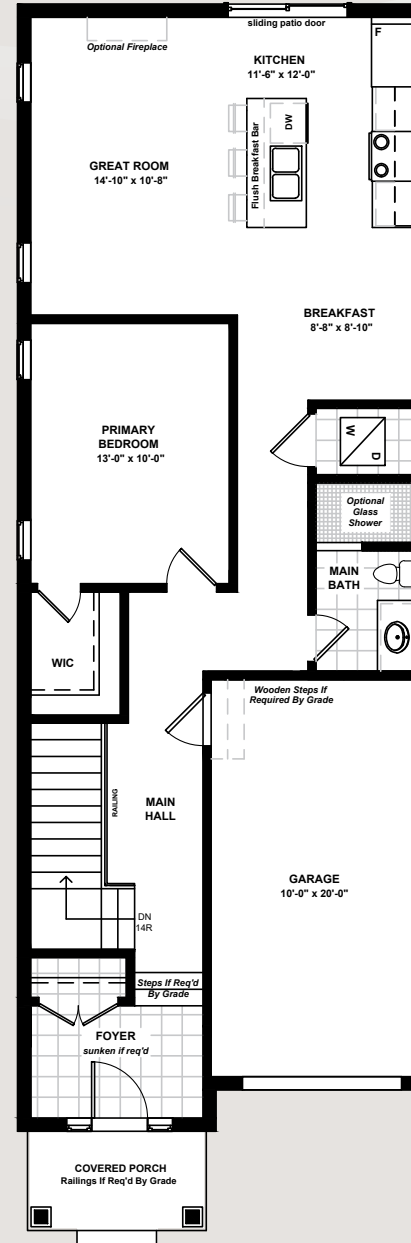 sliding patio door
Optional Fireplace
F
KITCHEN
11'-6" x 12'-0"
DW
Flush Breakfast Bar
GREAT ROOM
14'-10" x 10'-8"
BREAKFAST
8'-8" x 8'-10"
PRIMARY
BEDROOM
13'-0" x 10'-0"
W
D
Optional
Glass
Shower
MAIN
BATH
WIC
Wooden Steps If
Required By Grade
RAILING
MAIN
HALL
GARAGE
10'-0" x 20'-0"
DN
14R
Steps If Req'd
By Grade
FOYER
sunken if req'd
COVERED PORCH
Railings If Req'd By Grade